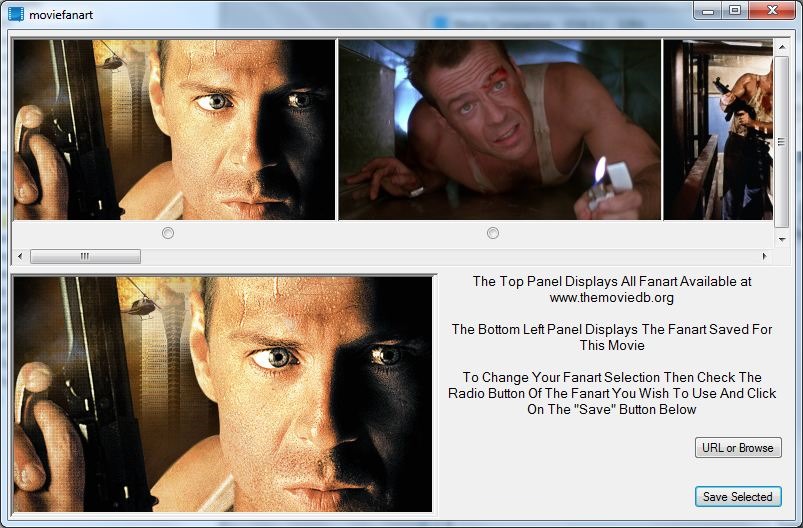 moviefanart
The Top Panel Displays All Fanart Available at
www.themoviedb.org
The Bottom Left Panel Displays The Fanart Saved For
This Movie
To Change Your Fanart Selection Then Check The
Radio Button Of The Fanart You Wish To Use And Click
On The "Save" Button Below
URL or Browse
Save Selected